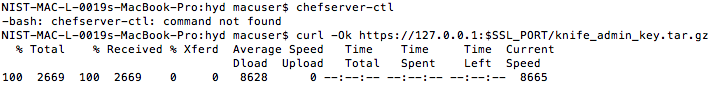 NIST-MAC-L-0019s-MacBook-Pro:hyd macuser$ chefserver-ctl
-bash: chefserver-ctl: command not found
NIST-MAC-L-0019s-MacBook-Pro:hyd macuser$ curl -Ok https://127.0.0.1:$SSL_PORT/knife_admin_key.tar.gz
  % Total    % Received % Xferd  Average Speed   Time    Time     Time  Current
                                 Dload  Upload   Total   Spent    Left  Speed
100  2669  100  2669    0     0   8628      0 --:--:-- --:--:-- --:--:--  8665